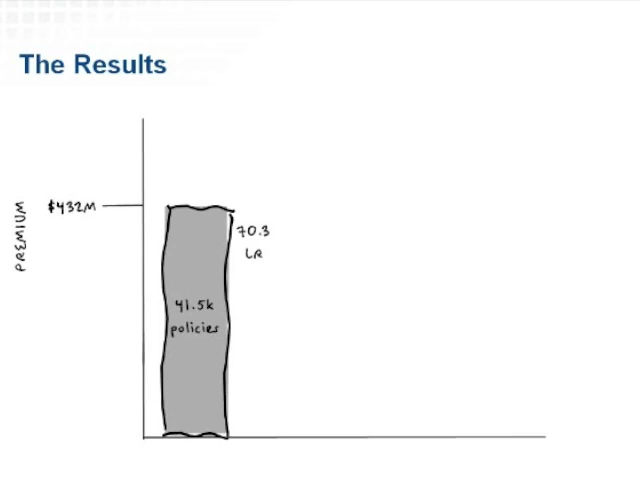 The Results
PREMIUM
$432M
70.3
LR
41.5k
policies